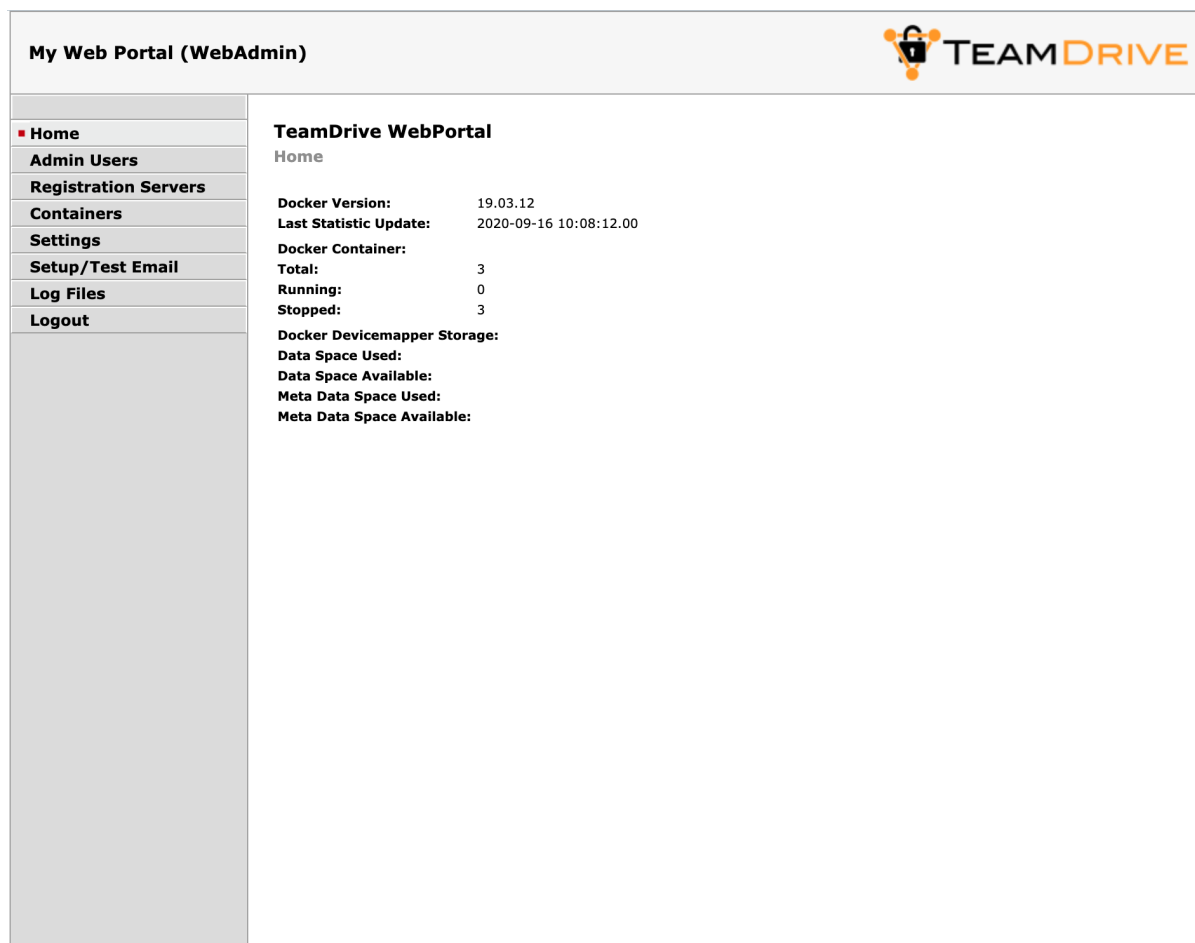 My Web Portal (WebAdmin)
TEAMDRIVE
Home
Admin Users
Registration Servers
Containers
Settings
Setup/Test Email
Log Files
Logout
TeamDrive WebPortal
Home
Docker Version: 19.03.12
Last Statistic Update: 2020-09-16 10:08:12.00
Docker Container:
Total: 3
Running: 0
Stopped: 3
Docker Devicemapper Storage:
Data Space Used:
Data Space Available:
Meta Data Space Used:
Meta Data Space Available: